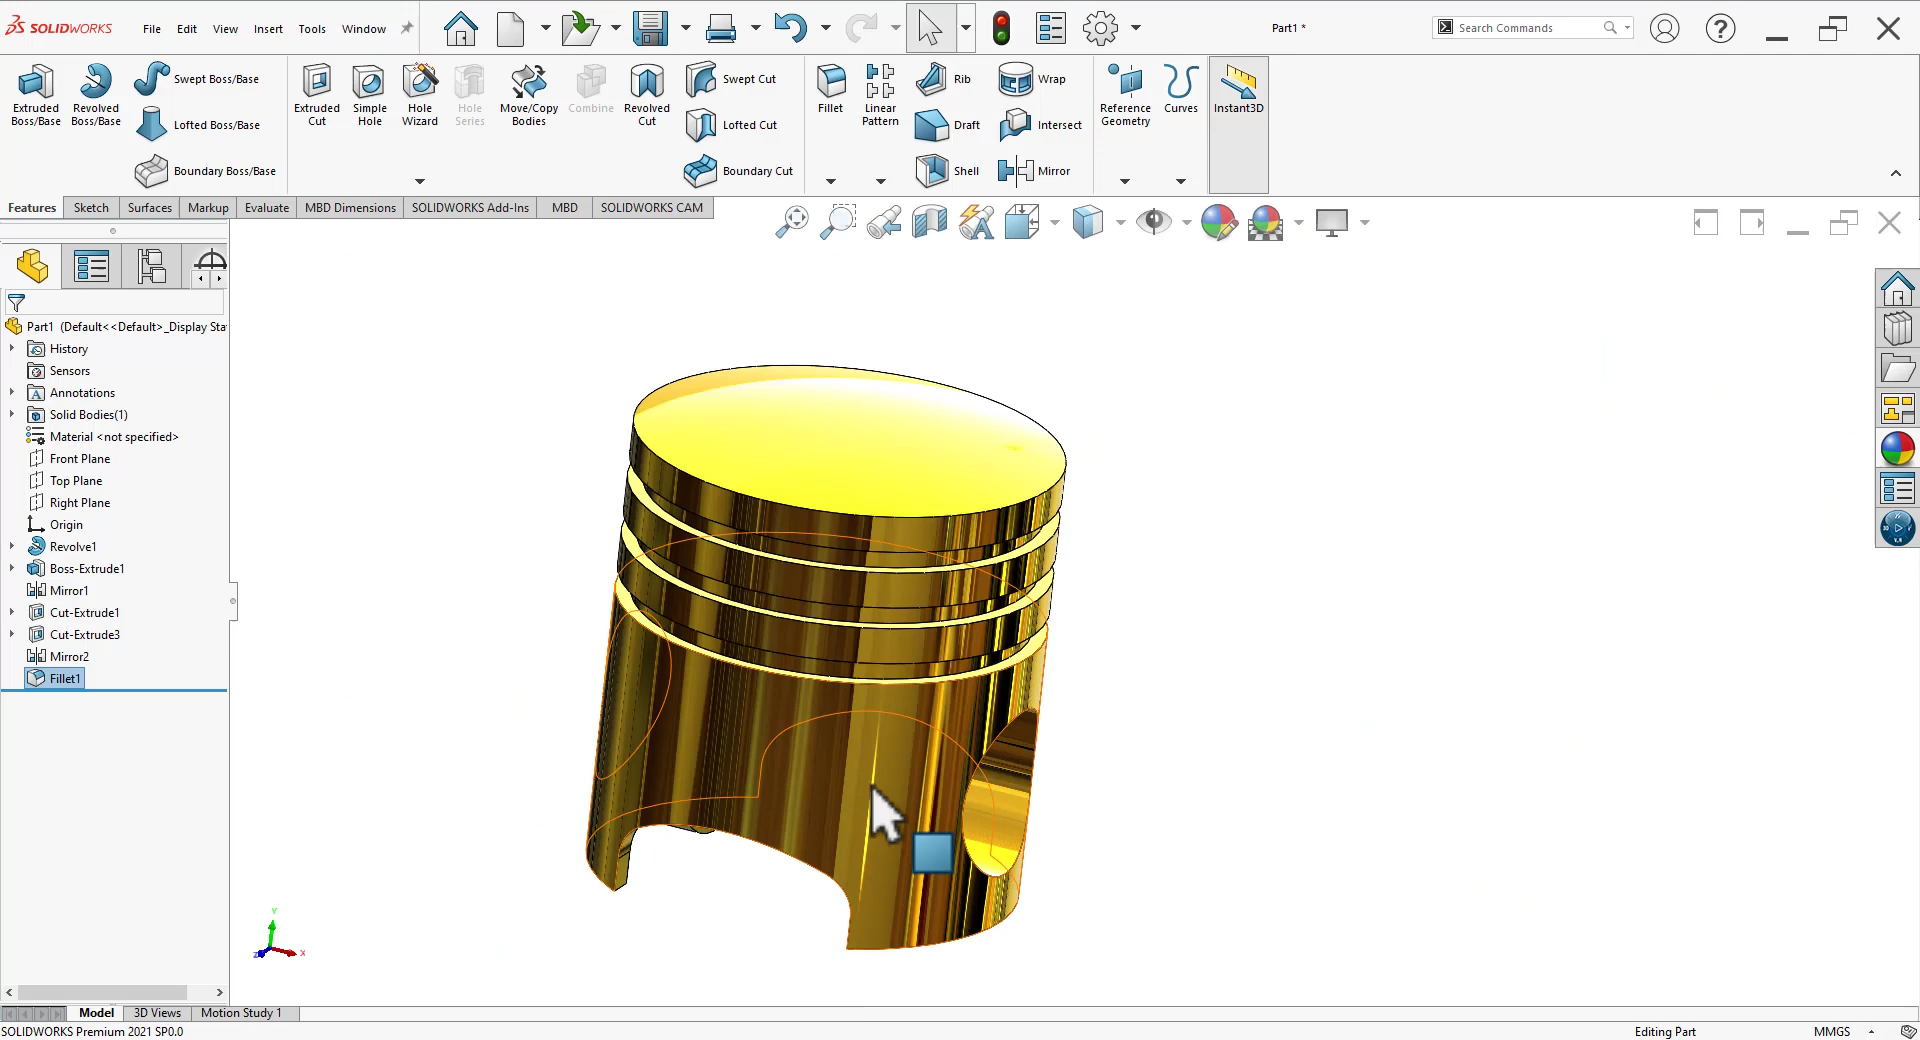 SOLIDWORKS File Edit View Insert Tools Window Part1 * Search Commands
Extruded Boss/Base
Revolved Boss/Base
Swept Boss/Base
Lofted Boss/Base
Boundary Boss/Base
Extruded Cut
Simple Hole
Hole Wizard
Hole Series
Move/Copy Bodies
Combine
Revolved Cut
Swept Cut
Lofted Cut
Boundary Cut
Fillet
Linear Pattern
Rib
Draft
Shell
Wrap
Intersect
Mirror
Reference Geometry
Curves
Instant3D
Features Sketch Surfaces Markup Evaluate MBD Dimensions SOLIDWORKS Add-Ins MBD SOLIDWORKS CAM
Part1 (Default<<Default>_Display Sta
History
Sensors
Annotations
Solid Bodies(1)
Material <not specified>
Front Plane
Top Plane
Right Plane
Origin
Revolve1
Boss-Extrude1
Mirror1
Cut-Extrude1
Cut-Extrude3
Mirror2
Fillet1
Y
Z
X
Model 3D Views Motion Study 1
SOLIDWORKS Premium 2021 SP0.0 Editing Part MMGS